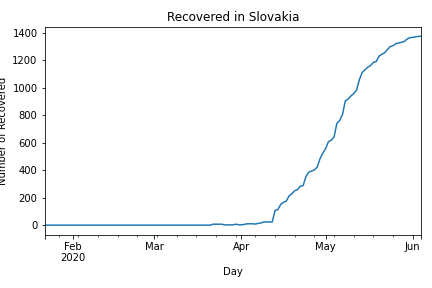 Recovered in Slovakia
Number of Recovered
1400
1200
1000
800
600
400
200
0
Feb
2020
Mar
Apr
May
Jun
Day